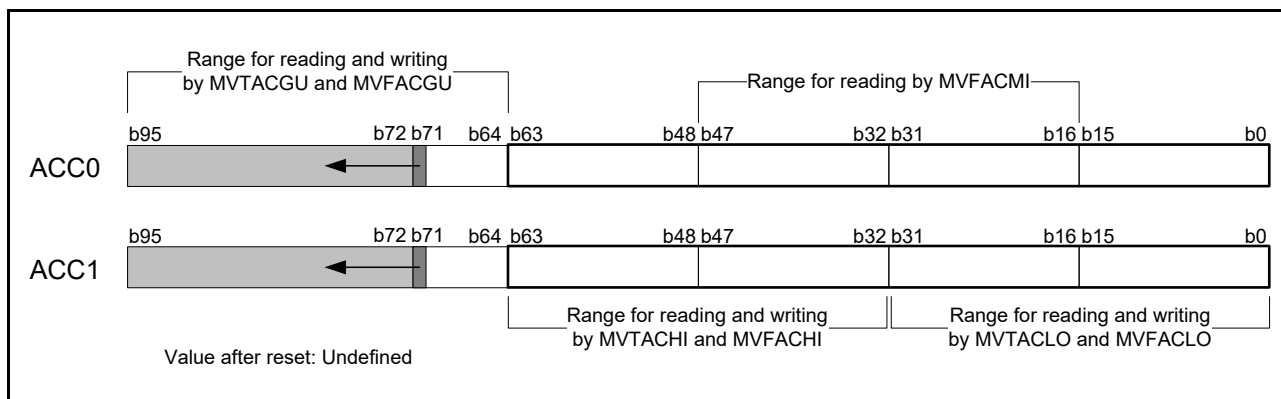 Range for reading and writing
by MVTACGU and MVFACGU
Range for reading by MVFACMI
b95 b72 b71 b64 b63 b48 b47 b32 b31 b16 b15 b0
ACC0
b95 b72 b71 b64 b63 b48 b47 b32 b31 b16 b15 b0
ACC1
Range for reading and writing
by MVTACHI and MVFACHI
Range for reading and writing
by MVTACLO and MVFACLO
Value after reset: Undefined